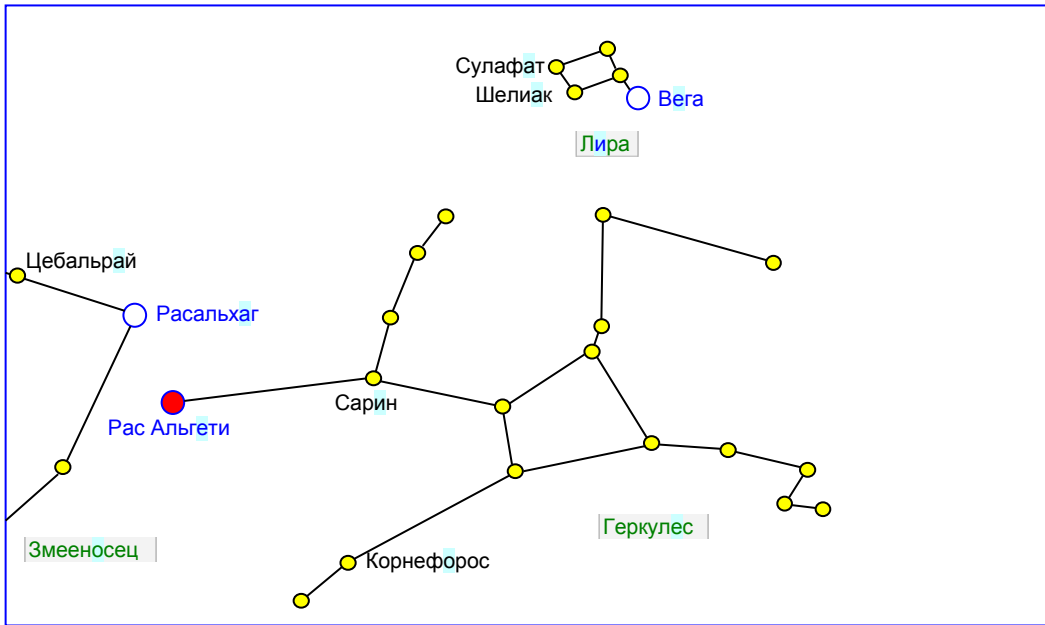 Сулафат
Шелиак
Вега
Лира
Цебальрай
Расальхаг
Сарин
Рас Альгети
Геркулес
Змееносец
Корнефорос